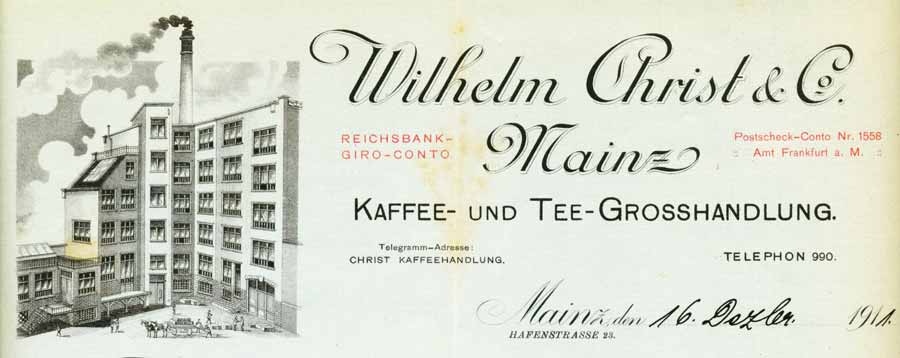 Wilhelm Christ & Co.
REICHSBANK-
GIRO-CONTO
Mainz
Postscheck-Conto Nr. 1558
Amt Frankfurt a. M.
KAFFEE- UND TEE-GROSSHANDLUNG.
Telegramm-Adresse:
CHRIST KAFFEEHANDLUNG.
TELEPHON 990.
Mainz, den 16. Dezbr. 1911.
HAFENSTRASSE 23.